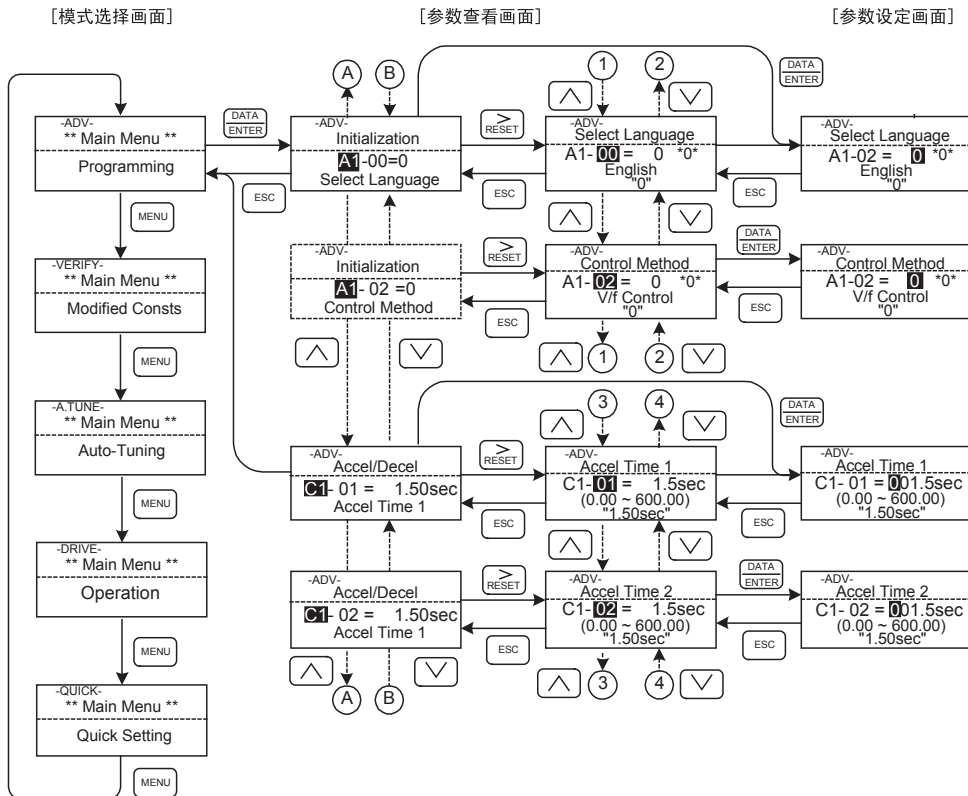 [模式选择画面]
[参数查看画面]
[参数设定画面]
-ADV-
** Main Menu **
Programming
MENU
-VERIFY-
** Main Menu **
Modified Consts
MENU
-A.TUNE-
** Main Menu **
Auto-Tuning
MENU
-DRIVE-
** Main Menu **
Operation
MENU
-QUICK-
** Main Menu **
Quick Setting
MENU
DATA
ENTER
ESC
A
B
-ADV-
Initialization
A1-00=0
Select Language
-ADV-
Initialization
A1- 02 =0
Control Method
-ADV-
Accel/Decel
C1- 01 = 1.50sec
Accel Time 1
-ADV-
Accel/Decel
C1- 02 = 1.50sec
Accel Time 1
A
B
>
RESET
ESC
>
RESET
ESC
>
RESET
ESC
>
RESET
ESC
1
2
-ADV-
Select Language
A1- 00 = 0 *0*
English
"0"
-ADV-
Control Method
A1- 02 = 0 *0*
V/f Control
"0"
1
2
3
4
-ADV-
Accel Time 1
C1- 01 = 1.5sec
(0.00 ~ 600.00)
"1.50sec"
-ADV-
Accel Time 2
C1- 02 = 1.5sec
(0.00 ~ 600.00)
"1.50sec"
3
4
DATA
ENTER
ESC
DATA
ENTER
ESC
DATA
ENTER
ESC
DATA
ENTER
ESC
-ADV-
Select Language
A1-02 = 0 *0*
English
"0"
-ADV-
Control Method
A1-02 = 0 *0*
V/f Control
"0"
-ADV-
Accel Time 1
C1- 01 = 001.5sec
(0.00 ~ 600.00)
"1.50sec"
-ADV-
Accel Time 2
C1- 02 = 001.5sec
(0.00 ~ 600.00)
"1.50sec"